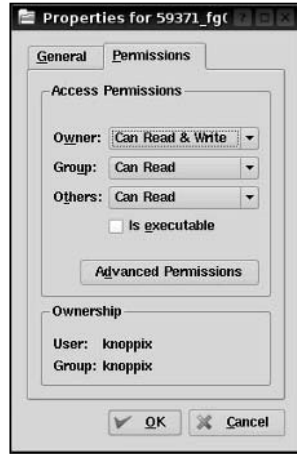 Properties for 59371_fg(
General Permissions
Access Permissions
Owner: Can Read & Write
Group: Can Read
Others: Can Read
Is executable
Advanced Permissions
Ownership
User: knoppix
Group: knoppix
OK Cancel